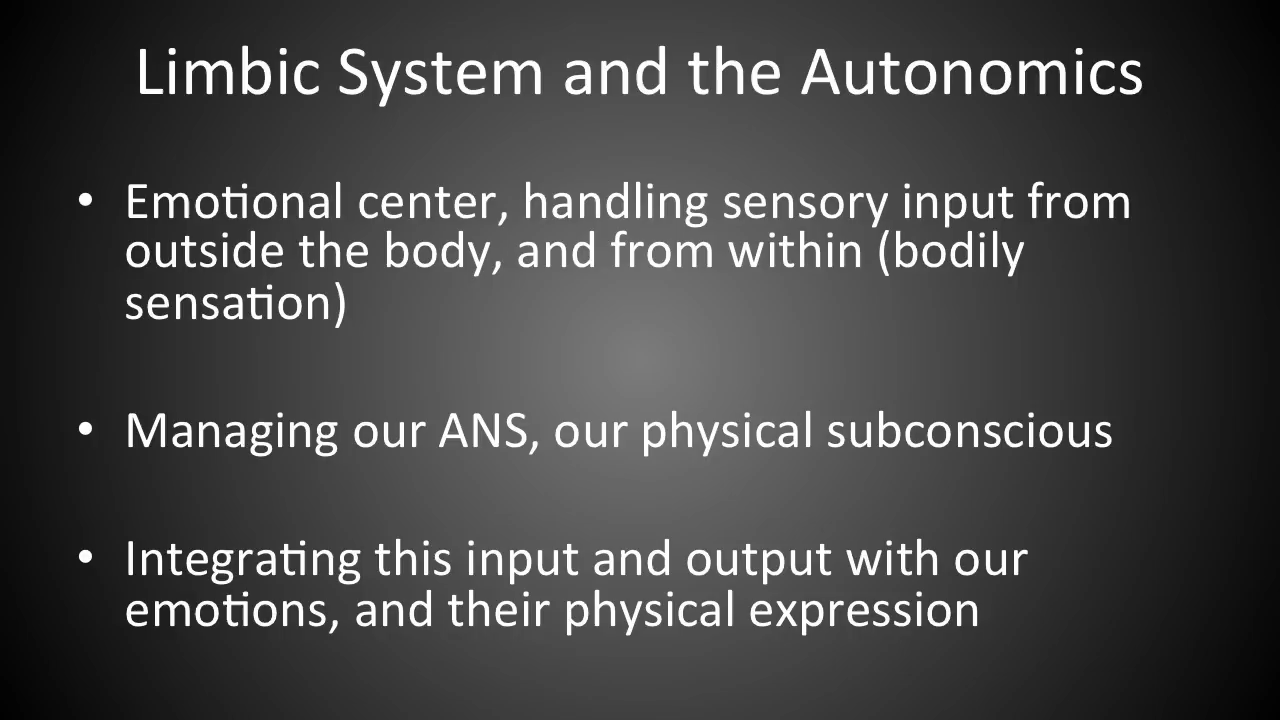 Limbic System and the Autonomics
• Emotional center, handling sensory input from
outside the body, and from within (bodily
sensation)
• Managing our ANS, our physical subconscious
• Integrating this input and output with our
emotions, and their physical expression